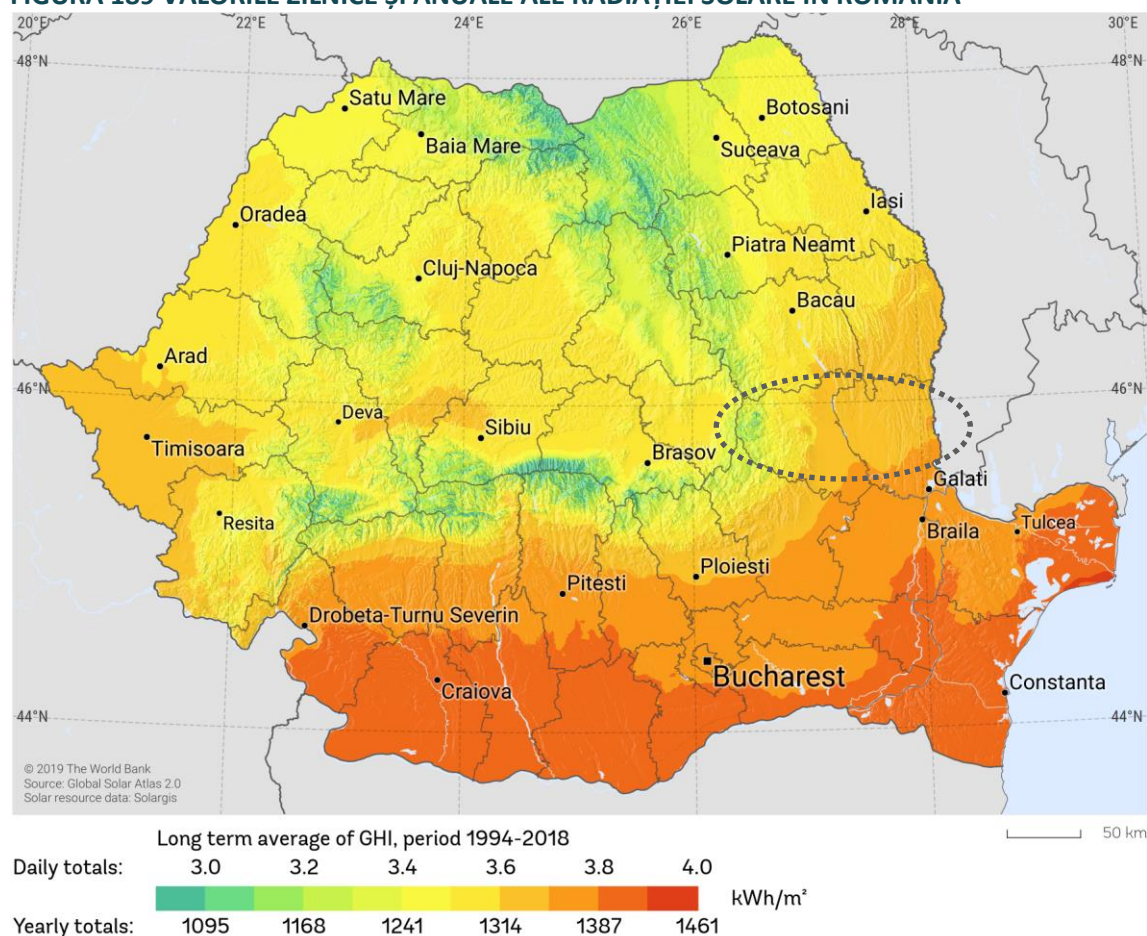 FIGURA 189 VALORILE ZILNICE ȘI ANUALE ALE RADIAȚIEI SOLARE ÎN ROMÂNIA
20°E 22°E 24°E 26°E 28°E 30°E
48°N 48°N
Satu Mare
Botosani
Baia Mare
Suceava
Iasi
Oradea
Piatra Neamt
Cluj-Napoca
Bacau
Arad
46°N 46°N
Deva
Sibiu
Timisoara
Brasov
Galati
Resita
Braila
Tulcea
Ploiesti
Pitesti
Drobeta-Turnu Severin
Bucharest
Craiova
Constanta
44°N 44°N
© 2019 The World Bank
Source: Global Solar Atlas 2.0
Solar resource data: Solargis
Long term average of GHI, period 1994-2018
50 km
Daily totals: 3.0 3.2 3.4 3.6 3.8 4.0
kWh/m²
Yearly totals: 1095 1168 1241 1314 1387 1461